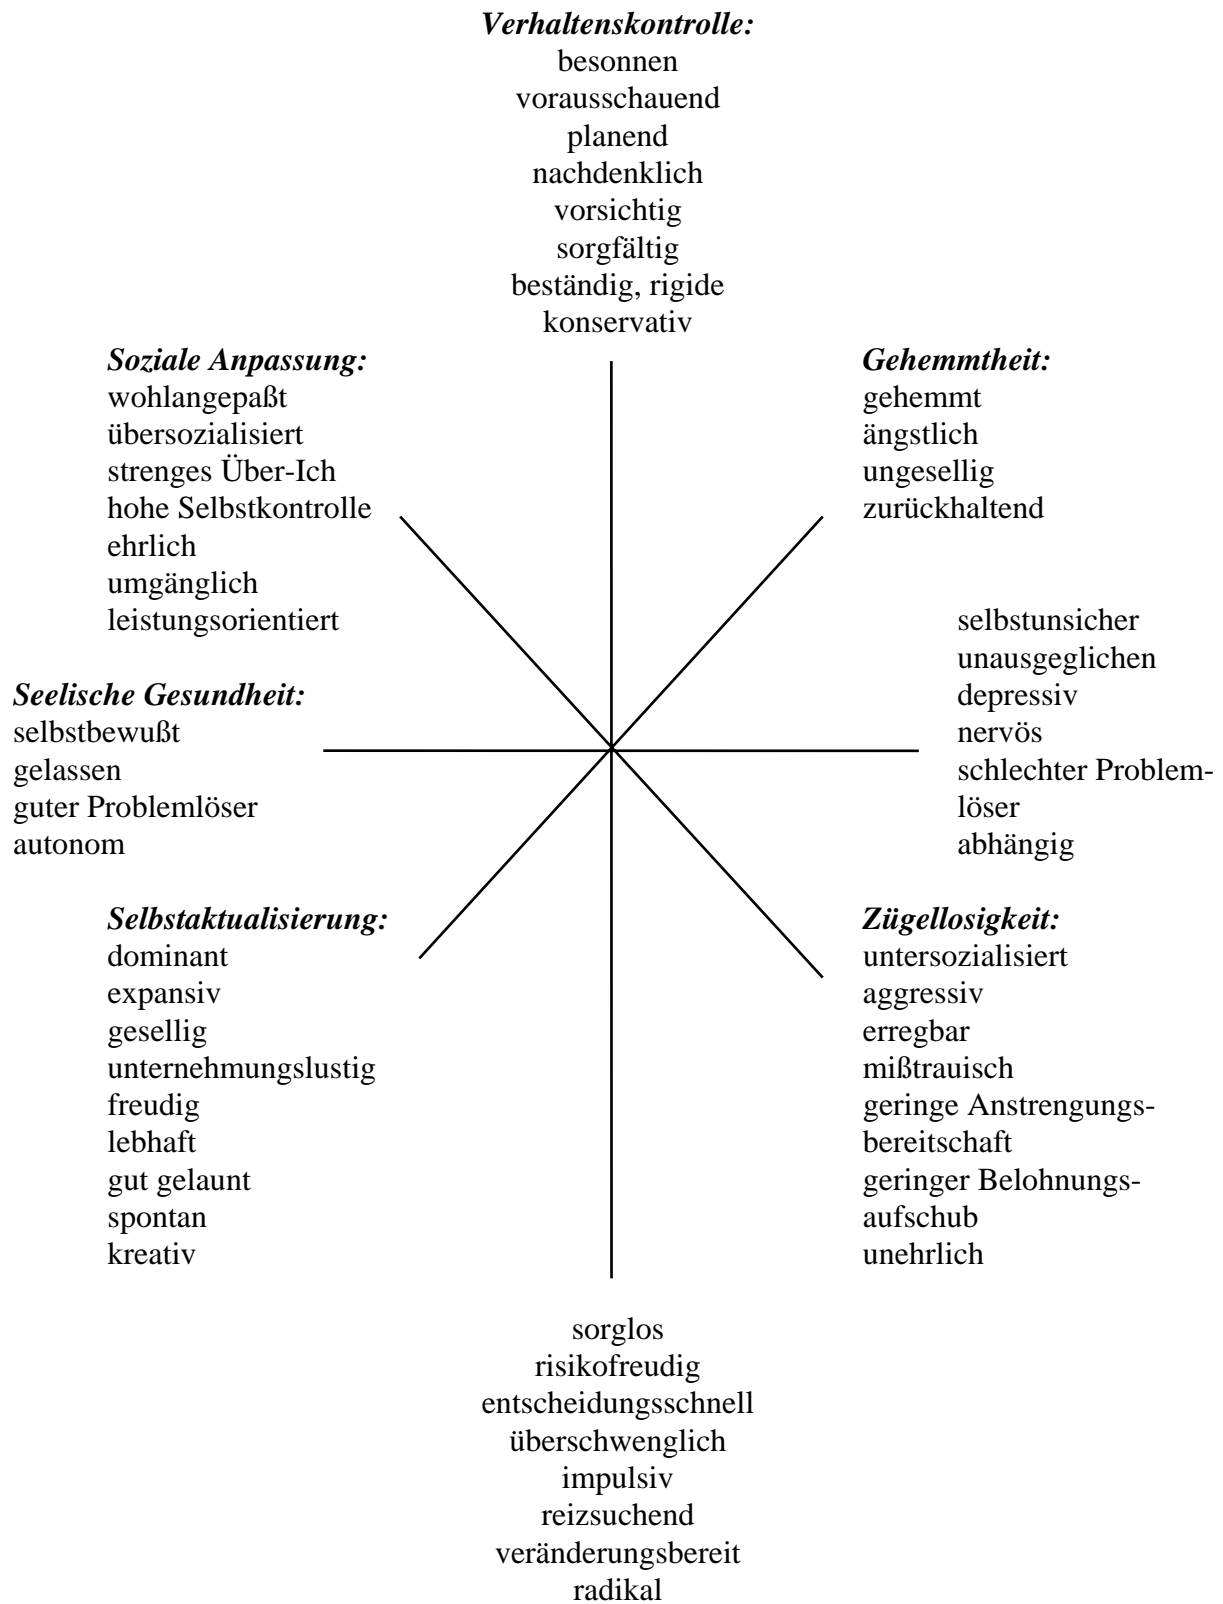 Verhaltenskontrolle:
besonnen
vorausschauend
planend
nachdenklich
vorsichtig
sorgfältig
beständig, rigide
konservativ
Soziale Anpassung:
wohlangepaßt
übersozialisiert
strenges Über-Ich
hohe Selbstkontrolle
ehrlich
umgänglich
leistungsorientiert
Gehemmtheit:
gehemmt
ängstlich
ungesellig
zurückhaltend
Seelische Gesundheit:
selbstbewußt
gelassen
guter Problemlöser
autonom
selbstunsicher
unausgeglichen
depressiv
nervös
schlechter Problem-
löser
abhängig
Selbstaktualisierung:
dominant
expansiv
gesellig
unternehmungslustig
freudig
lebhaft
gut gelaunt
spontan
kreativ
Zügellosigkeit:
untersozialisiert
aggressiv
erregbar
mißtrauisch
geringe Anstrengungs-
bereitschaft
geringer Belohnungs-
aufschub
unehrlich
sorglos
risikofreudig
entscheidungsschnell
überschwenglich
impulsiv
reizsuchend
veränderungsbereit
radikal